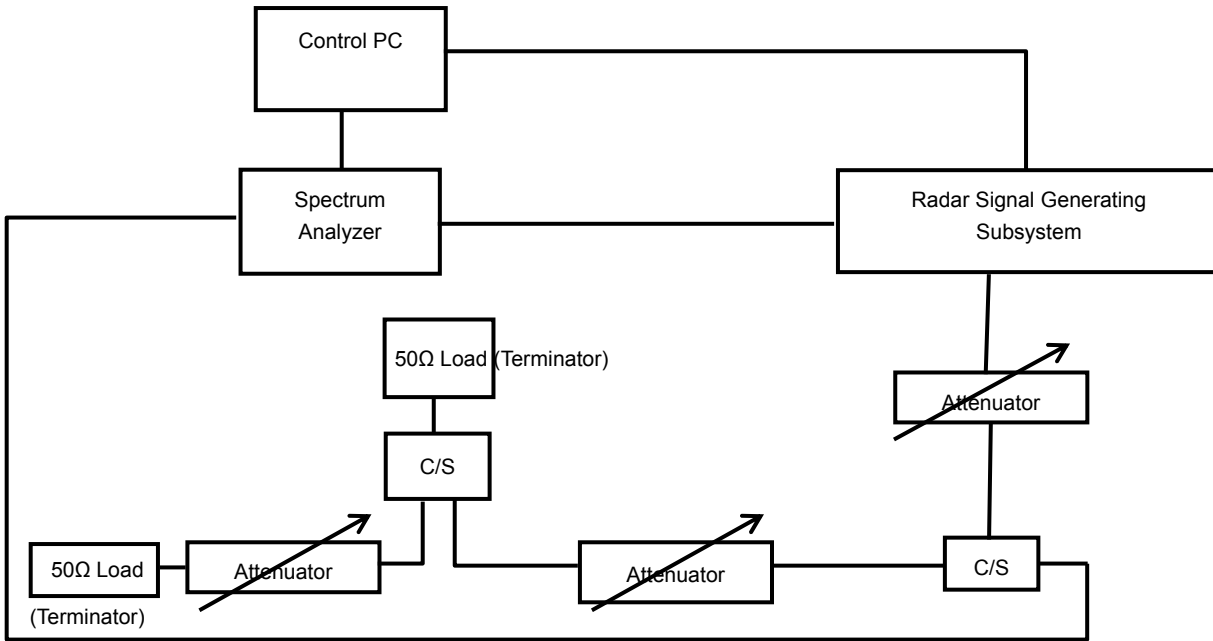 Control PC
Spectrum
Analyzer
Radar Signal Generating
Subsystem
50Ω Load (Terminator)
Attenuator
C/S
50Ω Load
(Terminator)
Attenuator
Attenuator
C/S